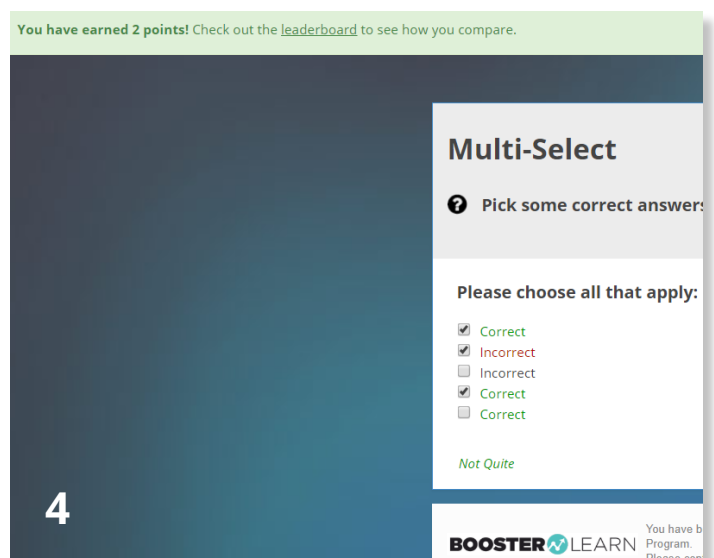 You have earned 2 points! Check out the leaderboard to see how you compare.
Multi-Select
? Pick some correct answers
Please choose all that apply:
Correct
Incorrect
Incorrect
Correct
Correct
Not Quite
4
BOOSTER LEARN
You have b
Program.
Please con